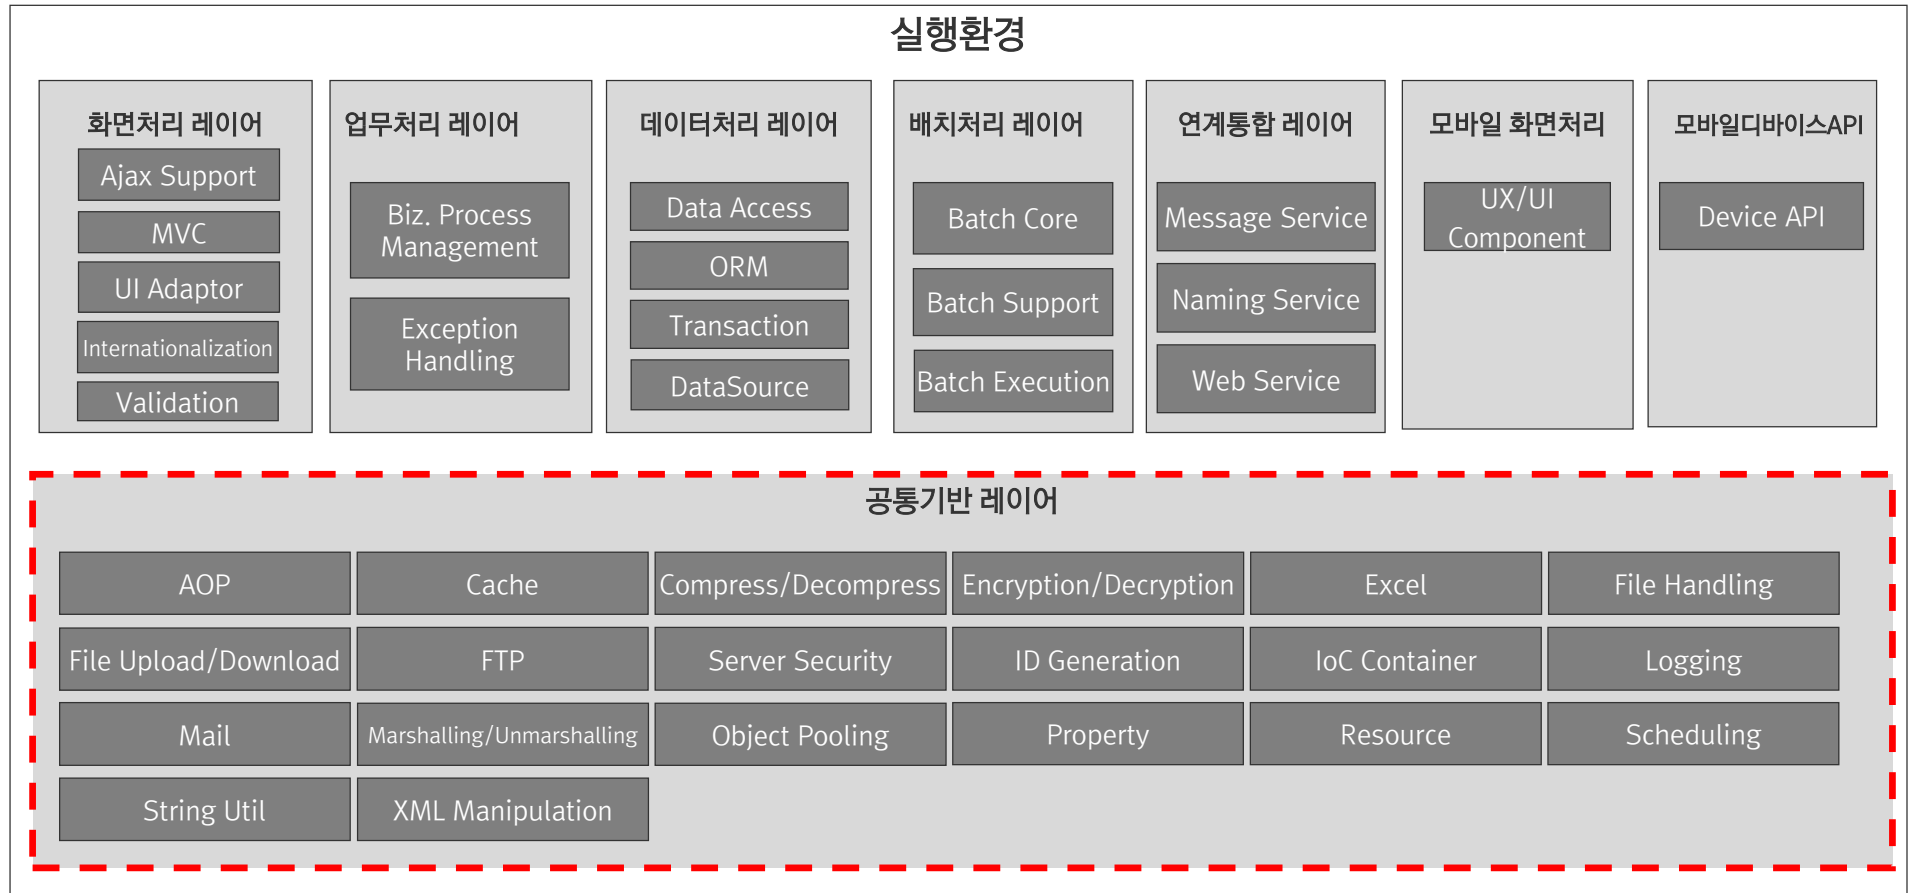 실행환경
화면처리 레이어
Ajax Support
MVC
UI Adaptor
Internationalization
Validation
업무처리 레이어
Biz. Process
Management
Exception
Handling
데이터처리 레이어
Data Access
ORM
Transaction
DataSource
배치처리 레이어
Batch Core
Batch Support
Batch Execution
연계통합 레이어
Message Service
Naming Service
Web Service
모바일 화면처리
UX/UI
Component
모바일디바이스API
Device API
공통기반 레이어
AOP
Cache
Compress/Decompress
Encryption/Decryption
Excel
File Handling
File Upload/Download
FTP
Server Security
ID Generation
IoC Container
Logging
Mail
Marshalling/Unmarshalling
Object Pooling
Property
Resource
Scheduling
String Util
XML Manipulation